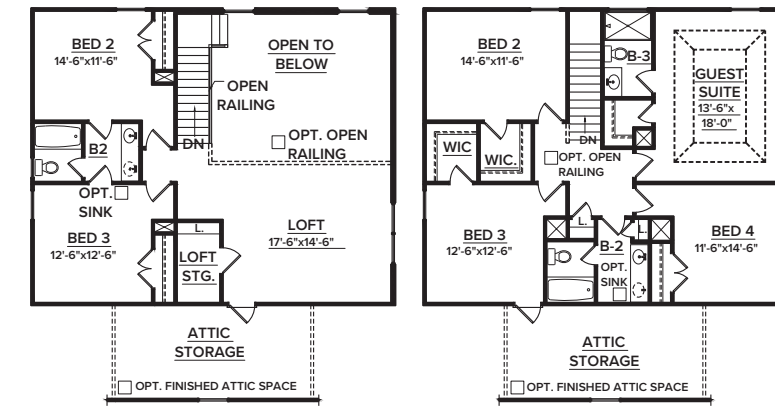 BED 2
14'-6"x11'-6"
OPEN TO
BELOW
OPEN
RAILING
DN
OPT. OPEN
RAILING
B2
OPT.
SINK
BED 3
12'-6"x12'-6"
L.
LOFT
STG.
LOFT
17'-6"x14'-6"
ATTIC
STORAGE
OPT. FINISHED ATTIC SPACE
BED 2
14'-6"x11'-6"
B-3
GUEST
SUITE
13'-6"x
18'-0"
WIC
WIC.
DN
OPT. OPEN
RAILING
BED 3
12'-6"x12'-6"
L.
L.
B-2
OPT.
SINK
BED 4
11'-6"x14'-6"
ATTIC
STORAGE
OPT. FINISHED ATTIC SPACE